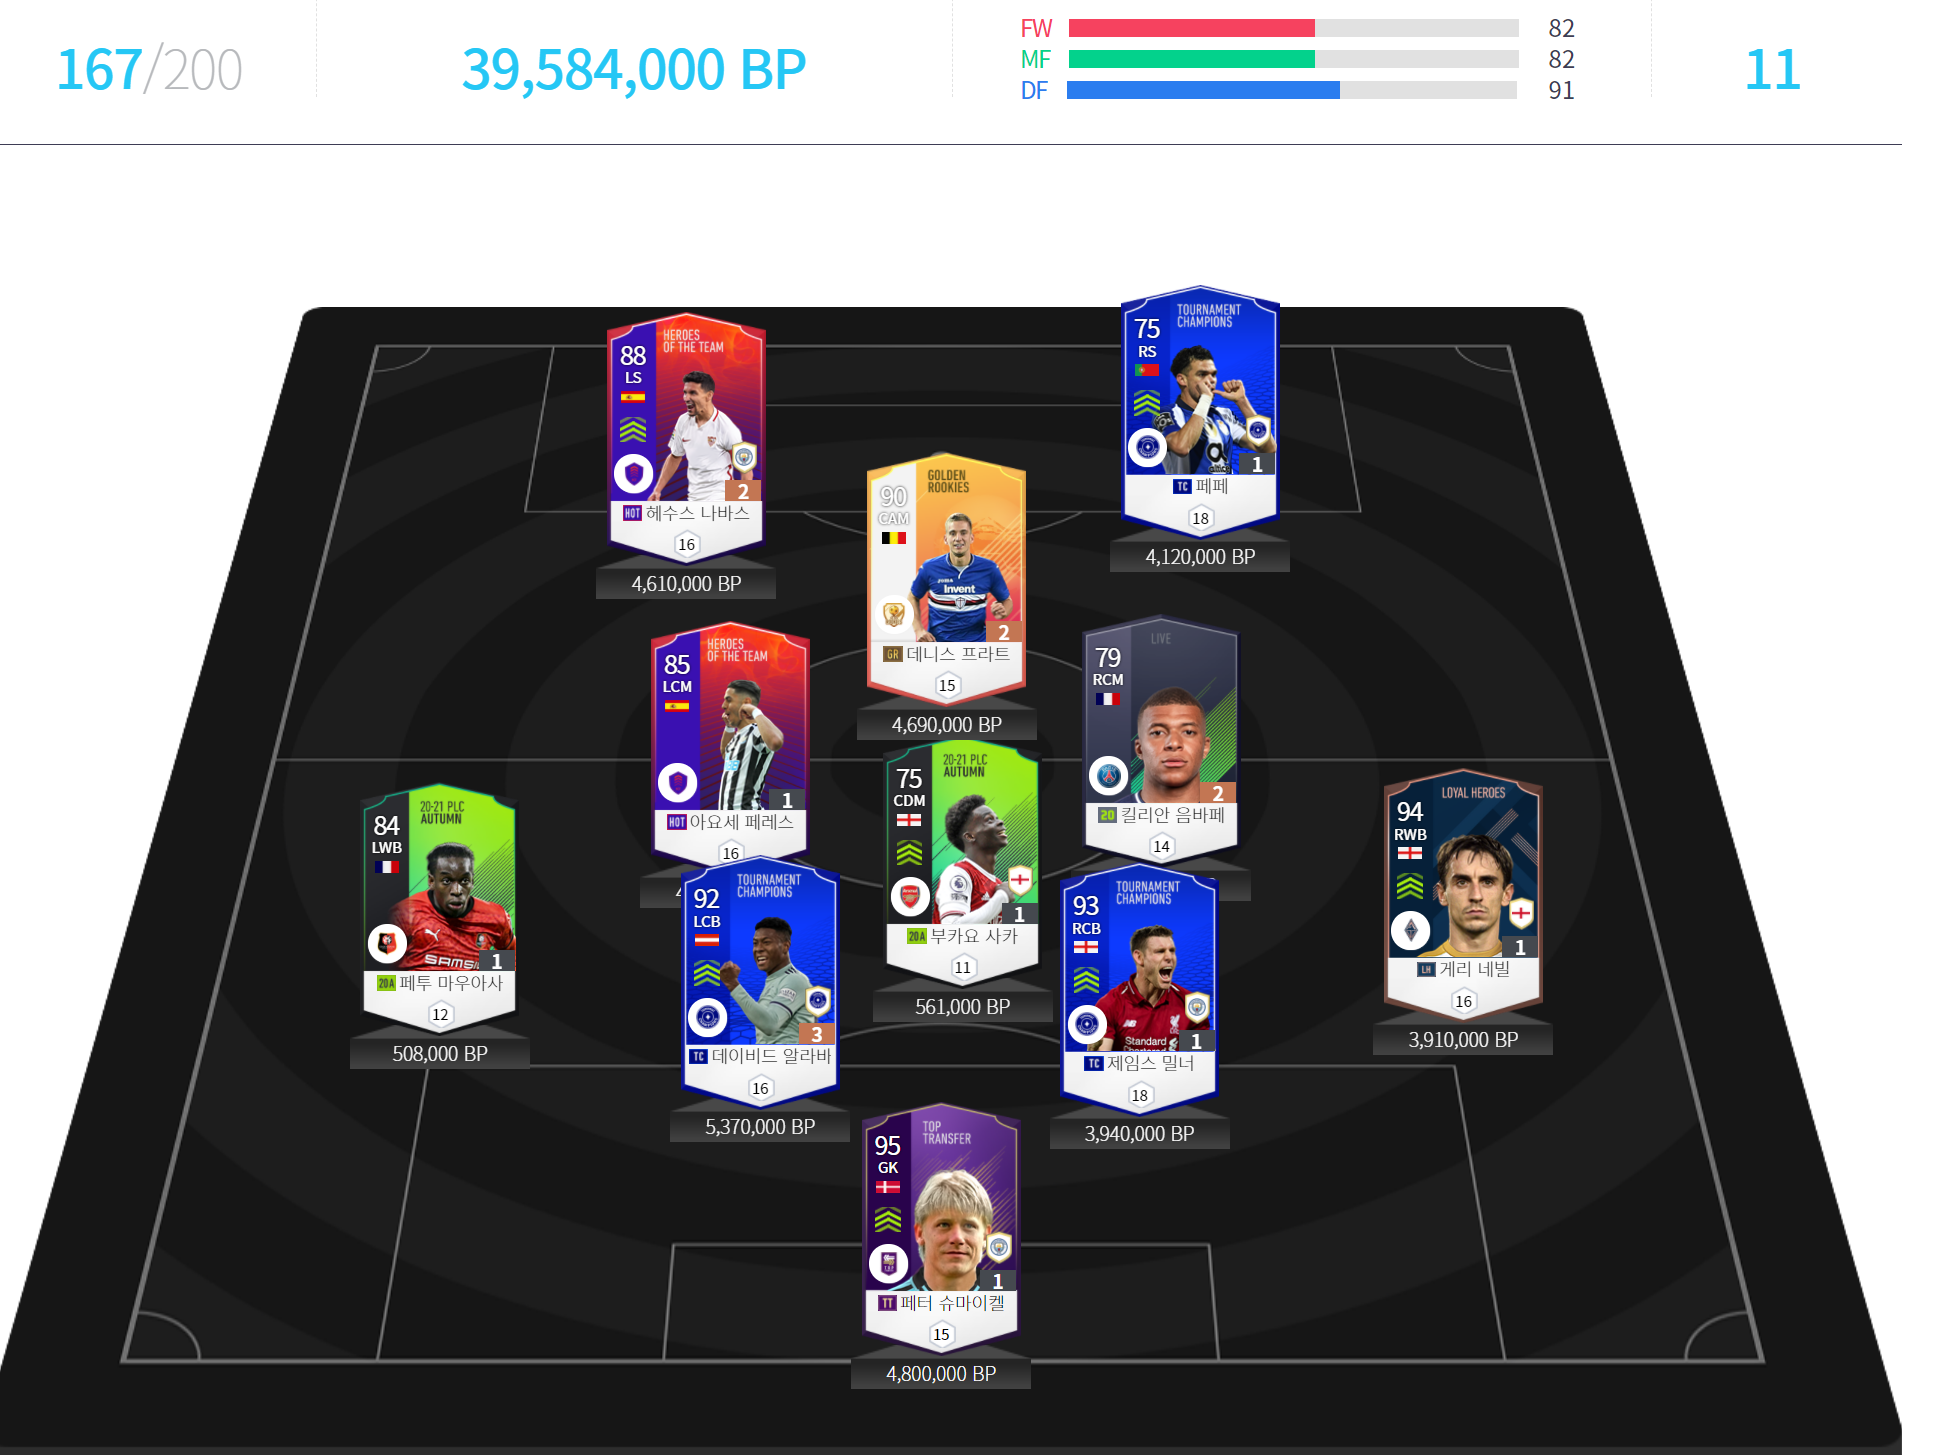 167/200
39,584,000 BP
FW 82
MF 82
DF 91
11
HEROES
OF THE TEAM
88
LS
2
HOT 헤수스 나바스
16
4,610,000 BP
TOURNAMENT
CHAMPIONS
75
RS
1
TC 페페
18
4,120,000 BP
GOLDEN
ROOKIES
90
CAM
Invent
2
GR 데니스 프라트
15
4,690,000 BP
HEROES
OF THE TEAM
85
LCM
1
HOT 아요세 페레스
16
4
LIVE
79
RCM
2
20 킬리안 음바페
14
20-21 PLC
AUTUMN
75
CDM
1
20A 부카요 사카
11
561,000 BP
20-21 PLC
AUTUMN
84
LWB
SAMS
1
20A 페투 마우아사
12
508,000 BP
LOYAL HEROES
94
RWB
1
LH 게리 네빌
16
3,910,000 BP
TOURNAMENT
CHAMPIONS
92
LCB
3
TC 데이비드 알라바
16
5,370,000 BP
TOURNAMENT
CHAMPIONS
93
RCB
Standard
1
TC 제임스 밀너
18
3,940,000 BP
TOP
TRANSFER
95
GK
1
TT 페터 슈마이켈
15
4,800,000 BP